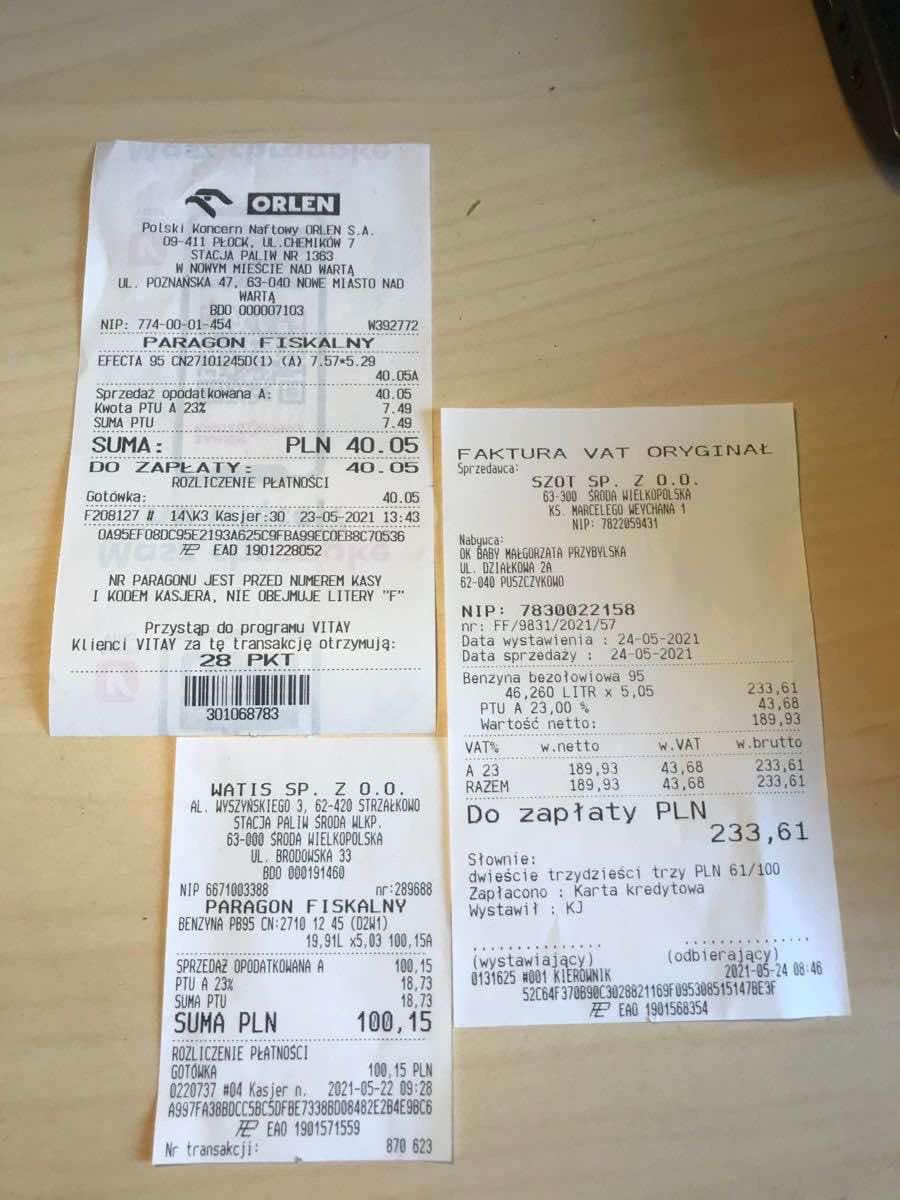 ORLEN
Polski Koncern Naftowy ORLEN S.A.
09-411 PŁOCK, UL.CHEMIKÓW 7
STACJA PALIW NR 1363
W NOWYM MIEŚCIE NAD WARTĄ
UL. POZNAŃSKA 47, 63-040 NOWE MIASTO NAD
WARTĄ
BDO 000007103
NIP: 774-00-01-454 W392772
PARAGON FISKALNY
EFECTA 95 CN27101245D(1) (A) 7.57*5.29
40.05A
Sprzedaż opodatkowana A: 40.05
Kwota PTU A 23% 7.49
SUMA PTU 7.49
SUMA: PLN 40.05
DO ZAPŁATY: 40.05
ROZLICZENIE PŁATNOŚCI
Gotówka: 40.05
F208127 # 14\K3 Kasjer:30 23-05-2021 13:43
0A95EF08DC95E2193A625C9FBA99EC0EB8C70536
EAD 1901228052
NR PARAGONU JEST PRZED NUMEREM KASY
I KODEM KASJERA, NIE OBEJMUJE LITERY "F"
Przystąp do programu VITAY
Klienci VITAY za tę transakcję otrzymują:
28 PKT
301068783
WATIS SP. Z O.O.
AL. WYSZYŃSKIEGO 3, 62-420 STRZAŁKOWO
STACJA PALIW ŚRODA WLKP.
63-000 ŚRODA WIELKOPOLSKA
UL. BRODOWSKA 33
BDO 000191460
NIP 6671003388 nr:289688
PARAGON FISKALNY
BENZYNA PB95 CN:2710 12 45 (D2W1)
19,91L x5,03 100,15A
SPRZEDAŻ OPODATKOWANA A 100,15
PTU A 23% 18,73
SUMA PTU 18,73
SUMA PLN 100,15
ROZLICZENIE PŁATNOŚCI
GOTÓWKA 100,15 PLN
0220737 #04 Kasjer n. 2021-05-22 09:28
A997FA38BDCC5BC5DFBE7338BD08482E2B4E9BC6
EAO 1901571559
Nr transakcji: 870 623
FAKTURA VAT ORYGINAŁ
Sprzedawca:
SZOT SP. Z O.O.
63-300 ŚRODA WIELKOPOLSKA
KS. MARCELEGO WEYCHANA 1
NIP: 7822059431
Nabywca:
OK BABY MAŁGORZATA PRZYBYLSKA
UL. DZIAŁKOWA 2A
62-040 PUSZCZYKOWO
NIP: 7830022158
nr: FF/9831/2021/57
Data wystawienia : 24-05-2021
Data sprzedaży : 24-05-2021
Benzyna bezołowiowa 95
46,260 LITR x 5,05 233,61
PTU A 23,00 % 43,68
Wartość netto: 189,93
VAT% w.netto w.VAT w.brutto
A 23 189,93 43,68 233,61
RAZEM 189,93 43,68 233,61
Do zapłaty PLN
233,61
Słownie:
dwieście trzydzieści trzy PLN 61/100
Zapłacono : Karta kredytowa
Wystawił : KJ
(wystawiający) (odbierający)
0131625 #001 KIEROWNIK 2021-05-24 08:46
52C64F370B90C3028821169F095308515147BE3F
EAO 1901568354